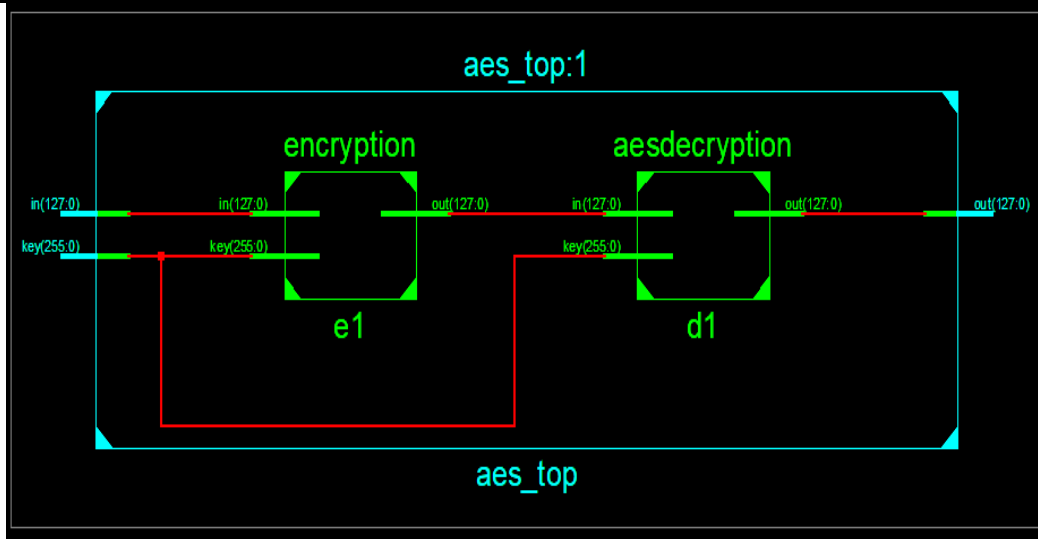 aes_top:1
encryption
aesdecryption
in(127:0)
in(127:0)
out(127:0)
in(127:0)
out(127:0)
out(127:0)
key(255:0)
key(255:0)
key(255:0)
e1
d1
aes_top